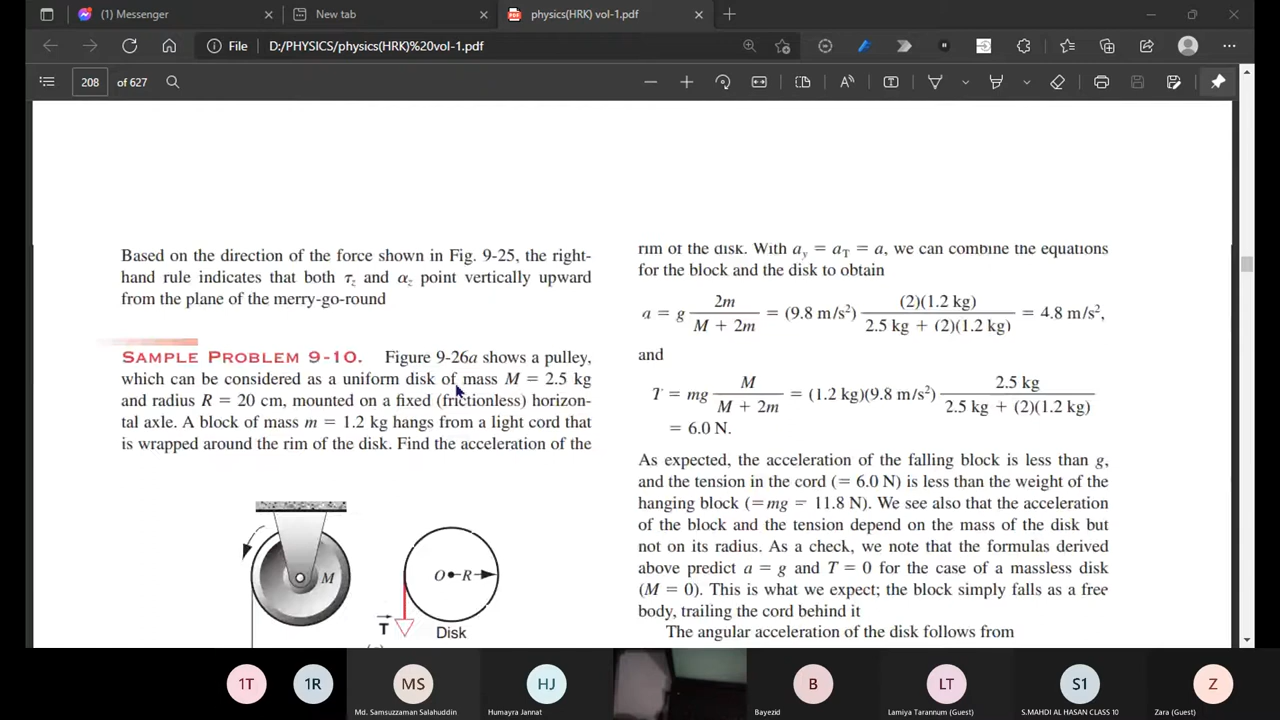 (1) Messenger
New tab
physics(HRK) vol-1.pdf
File
D:/PHYSICS/physics(HRK)%20vol-1.pdf
208 of 627
Based on the direction of the force shown in Fig. 9-25, the right-
hand rule indicates that both τz and αz point vertically upward
from the plane of the merry-go-round
SAMPLE PROBLEM 9-10. Figure 9-26a shows a pulley,
which can be considered as a uniform disk of mass M = 2.5 kg
and radius R = 20 cm, mounted on a fixed (frictionless) horizon-
tal axle. A block of mass m = 1.2 kg hangs from a light cord that
is wrapped around the rim of the disk. Find the acceleration of the
M
O
R
T
Disk
rim of the disk. With ay = aT = a, we can combine the equations
for the block and the disk to obtain
a = g 2m / M + 2m = (9.8 m/s²) (2)(1.2 kg) / 2.5 kg + (2)(1.2 kg) = 4.8 m/s²,
and
T = mg M / M + 2m = (1.2 kg)(9.8 m/s²) 2.5 kg / 2.5 kg + (2)(1.2 kg)
= 6.0 N.
As expected, the acceleration of the falling block is less than g,
and the tension in the cord (= 6.0 N) is less than the weight of the
hanging block (= mg = 11.8 N). We see also that the acceleration
of the block and the tension depend on the mass of the disk but
not on its radius. As a check, we note that the formulas derived
above predict a = g and T = 0 for the case of a massless disk
(M = 0). This is what we expect; the block simply falls as a free
body, trailing the cord behind it
The angular acceleration of the disk follows from
1T
1R
MS
Md. Samsuzzaman Salahuddin
HJ
Humayra Jannat
B
Bayezid
LT
Lamiya Tarannum (Guest)
S1
S.MAHDI AL HASAN CLASS 10
Z
Zara (Guest)